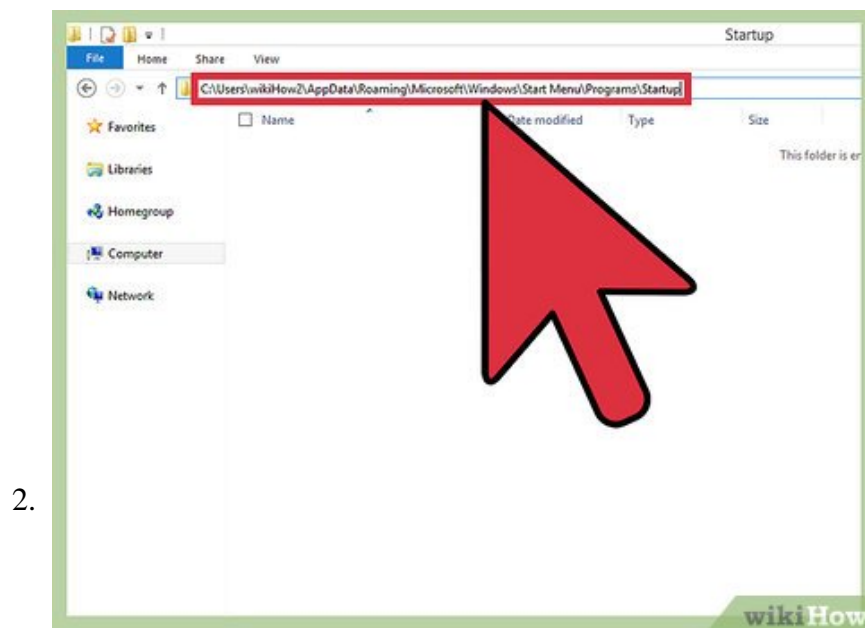 Startup
File Home Share View
C:\Users\wikiHow2\AppData\Roaming\Microsoft\Windows\Start Menu\Programs\Startup
Favorites
Name Date modified Type Size
This folder is
Libraries
Homegroup
Computer
Network
2.
wikiHow